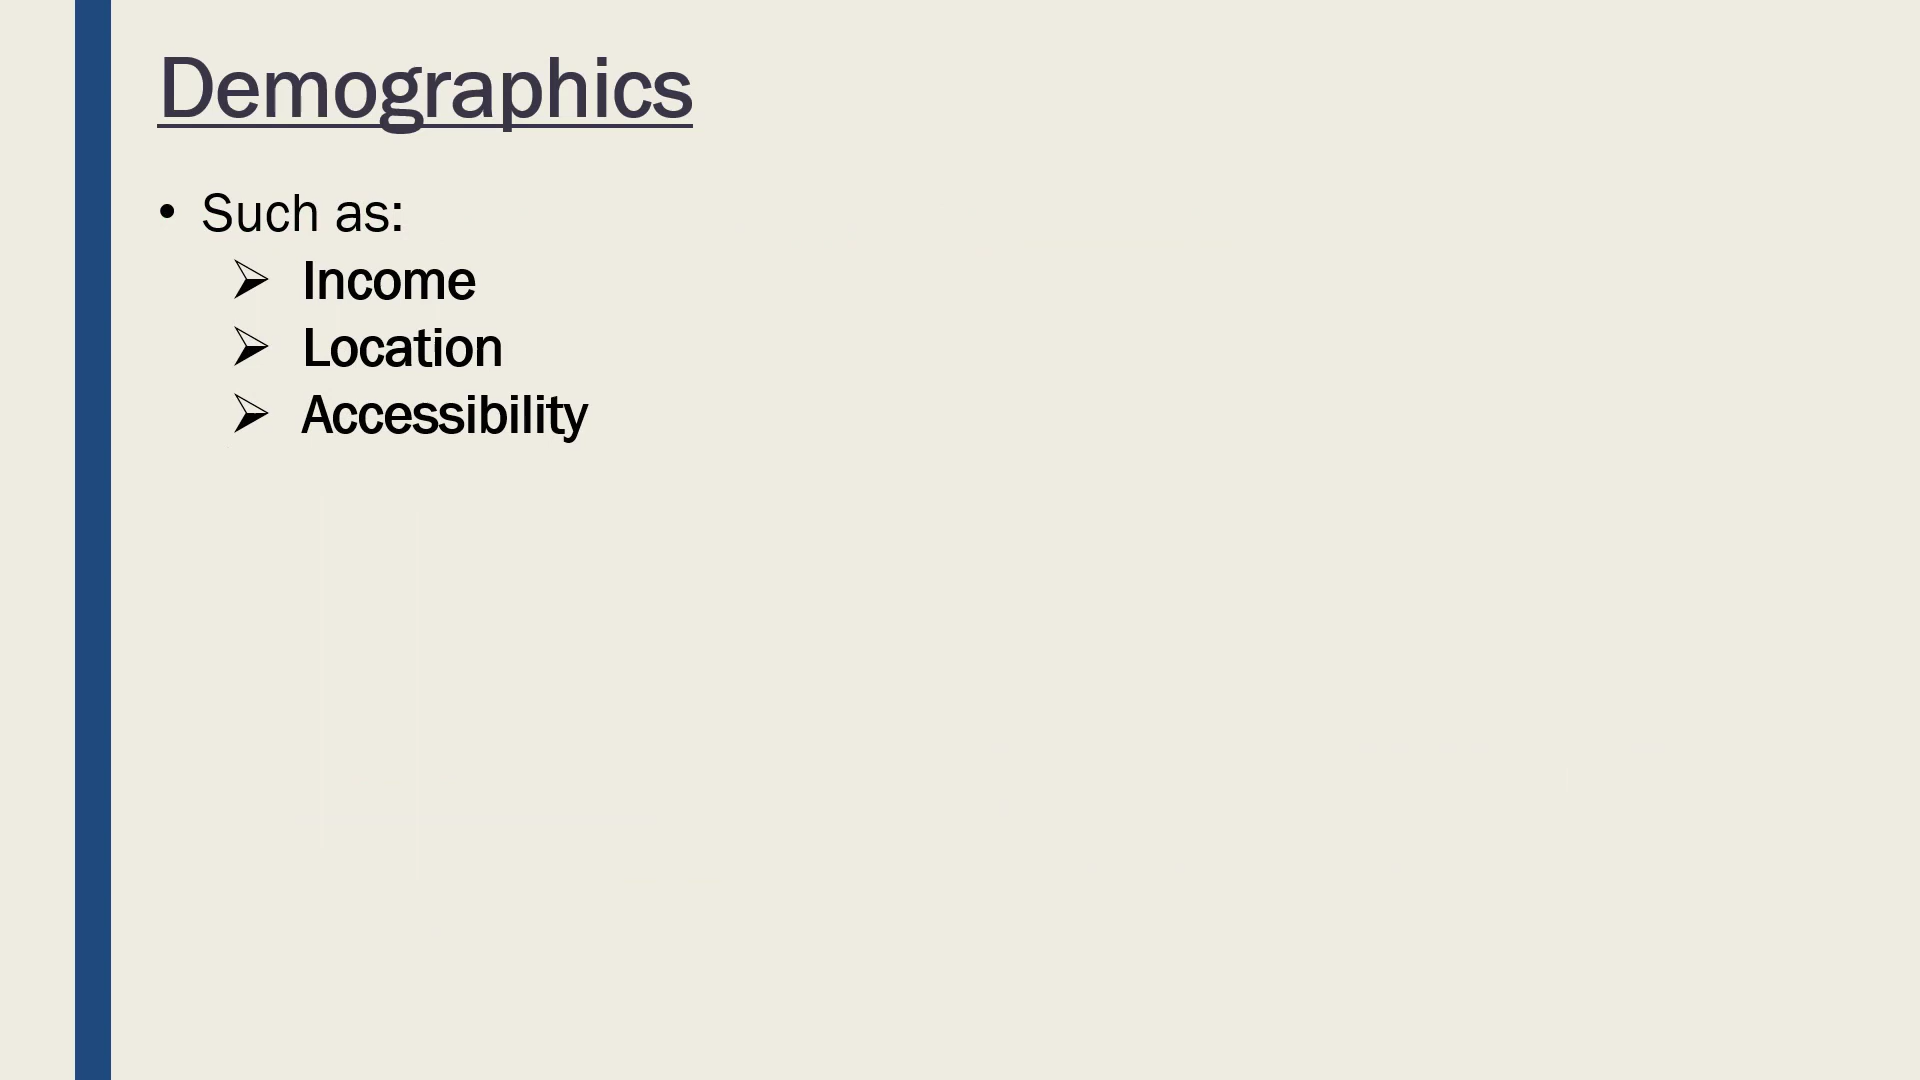 Demographics
• Such as:
➢ Income
➢ Location
➢ Accessibility